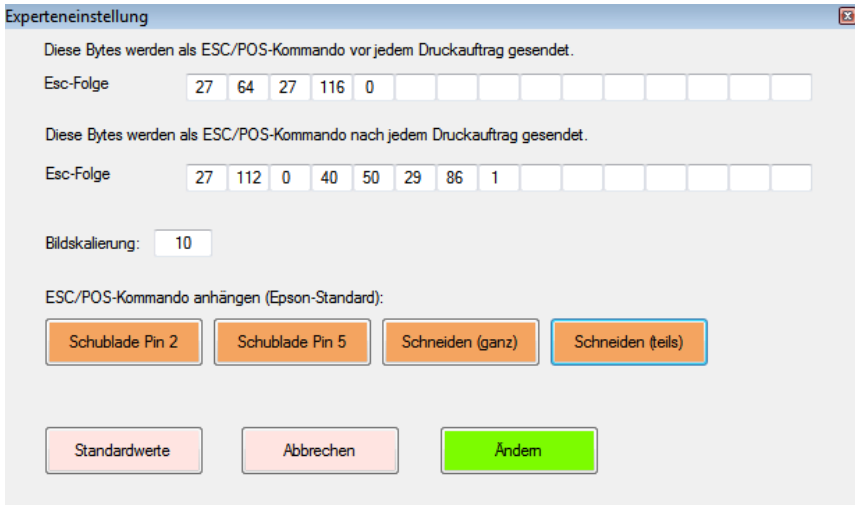 Experteneinstellung
Diese Bytes werden als ESC/POS-Kommando vor jedem Druckauftrag gesendet.
Esc-Folge 27 64 27 116 0
Diese Bytes werden als ESC/POS-Kommando nach jedem Druckauftrag gesendet.
Esc-Folge 27 112 0 40 50 29 86 1
Bildskalierung: 10
ESC/POS-Kommando anhängen (Epson-Standard):
Schublade Pin 2 Schublade Pin 5 Schneiden (ganz) Schneiden (teils)
Standardwerte Abbrechen Ändern